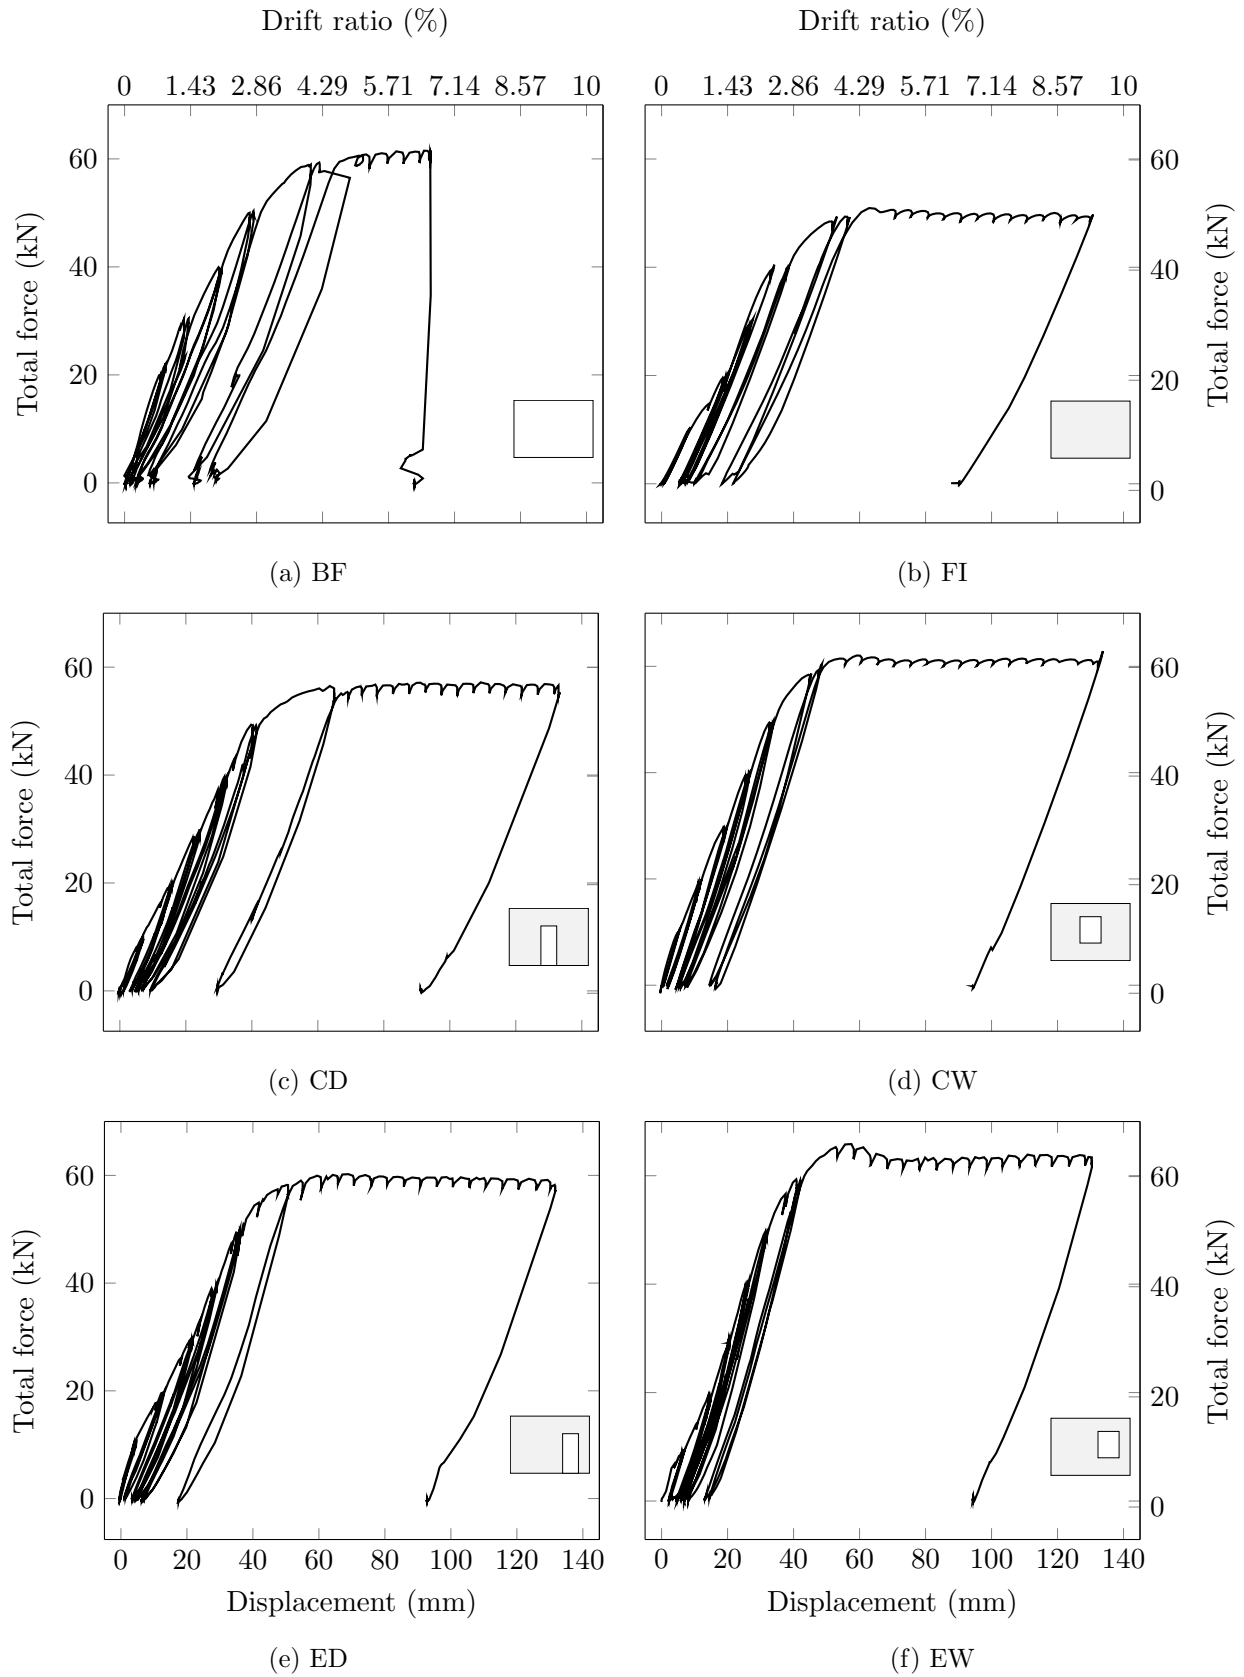 Drift ratio (%) Drift ratio (%)
0 1.43 2.86 4.29 5.71 7.14 8.57 10 0 1.43 2.86 4.29 5.71 7.14 8.57 10
60 60
40 40
20 20
0 0
Total force (kN) Total force (kN)
(a) BF (b) FI
60 60
40 40
20 20
0 0
Total force (kN) Total force (kN)
(c) CD (d) CW
60 60
40 40
20 20
0 0
Total force (kN) Total force (kN)
0 20 40 60 80 100 120 140 0 20 40 60 80 100 120 140
Displacement (mm) Displacement (mm)
(e) ED (f) EW